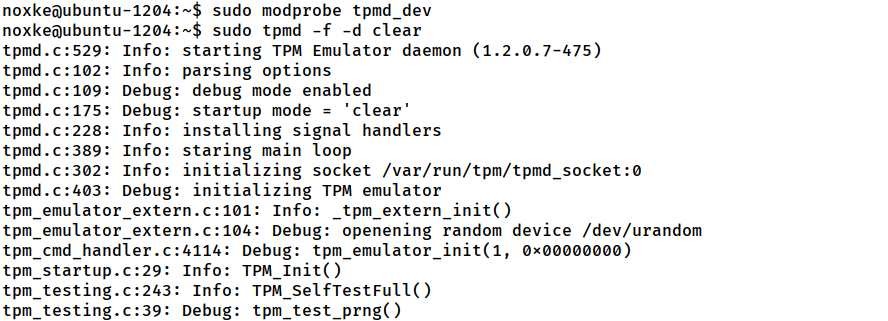 noxke@ubuntu-1204:~$ sudo modprobe tpmd_dev
noxke@ubuntu-1204:~$ sudo tpmd -f -d clear
tpmd.c:529: Info: starting TPM Emulator daemon (1.2.0.7-475)
tpmd.c:102: Info: parsing options
tpmd.c:109: Debug: debug mode enabled
tpmd.c:175: Debug: startup mode = 'clear'
tpmd.c:228: Info: installing signal handlers
tpmd.c:389: Info: staring main loop
tpmd.c:302: Info: initializing socket /var/run/tpm/tpmd_socket:0
tpmd.c:403: Debug: initializing TPM emulator
tpm_emulator_extern.c:101: Info: _tpm_extern_init()
tpm_emulator_extern.c:104: Debug: openening random device /dev/urandom
tpm_cmd_handler.c:4114: Debug: tpm_emulator_init(1, 0x00000000)
tpm_startup.c:29: Info: TPM_Init()
tpm_testing.c:243: Info: TPM_SelfTestFull()
tpm_testing.c:39: Debug: tpm_test_prng()